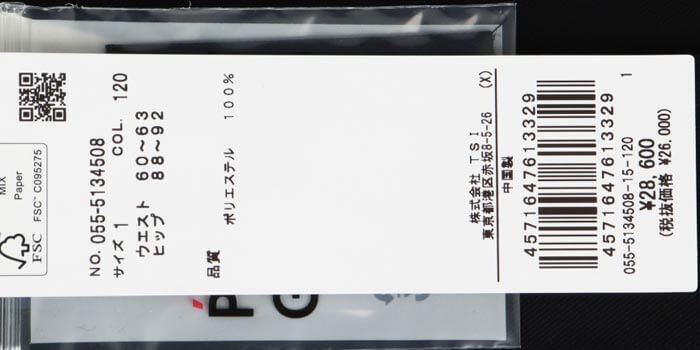 MIX
Paper
FSC™ C095275
FSC
NO. 055-5134508
サイズ 1 COL. 120
ウエスト 60~63
ヒップ 88~92
品質 ポリエステル 100%
株式会社 TSI
東京都港区赤坂8-5-26 (X)
中国製
4571647613329
4571647613329
055-5134508-15-120 1
¥28,600
(税抜価格 ¥26,000)
P
G